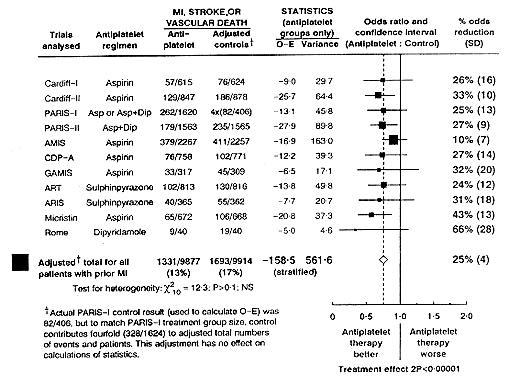 MI, STROKE, OR VASCULAR DEATH STATISTICS (antiplatelet groups only) Odds ratio and confidence interval (Antiplatelet : Control) % odds reduction (SD)
Trials analysed Antiplatelet regimen Anti-platelet Adjusted controls‡ O-E Variance
Cardiff-I Aspirin 57/615 76/624 -9·0 29·7 26% (16)
Cardiff-II Aspirin 129/847 186/878 -25·7 64·4 33% (10)
PARIS-I Asp or Asp+Dip 262/1620 4x(82/406) -13·1 45·8 25% (13)
PARIS-II Asp+Dip 179/1563 235/1565 -27·9 89·8 27% (9)
AMIS Aspirin 379/2267 411/2257 -16·9 163·0 10% (7)
CDP-A Aspirin 76/758 102/771 -12·2 39·3 27% (14)
GAMIS Aspirin 33/317 45/309 -6·5 17·1 32% (20)
ART Sulphinpyrazone 102/813 130/816 -13·8 49·8 24% (12)
ARIS Sulphinpyrazone 40/365 55/362 -7·7 20·7 31% (18)
Micristin Aspirin 65/672 106/668 -20·8 37·3 43% (13)
Rome Dipyridamole 9/40 19/40 -5·0 4·6 66% (28)
Adjusted† total for all 1331/9877 1693/9914 -158·5 561·6 25% (4)
patients with prior MI (13%) (17%) (stratified)
Test for heterogeneity: χ²₁₀ = 12·3; P>0·1; NS
‡Actual PARIS-I control result (used to calculate O-E) was
82/406, but to match PARIS-I treatment group size, control
contributes fourfold (328/1624) to adjusted total numbers
of events and patients. This adjustment has no effect on
calculations of statistics.
0 0·5 1·0 1·5 2·0
Antiplatelet therapy better Antiplatelet therapy worse
Treatment effect 2P<0·00001